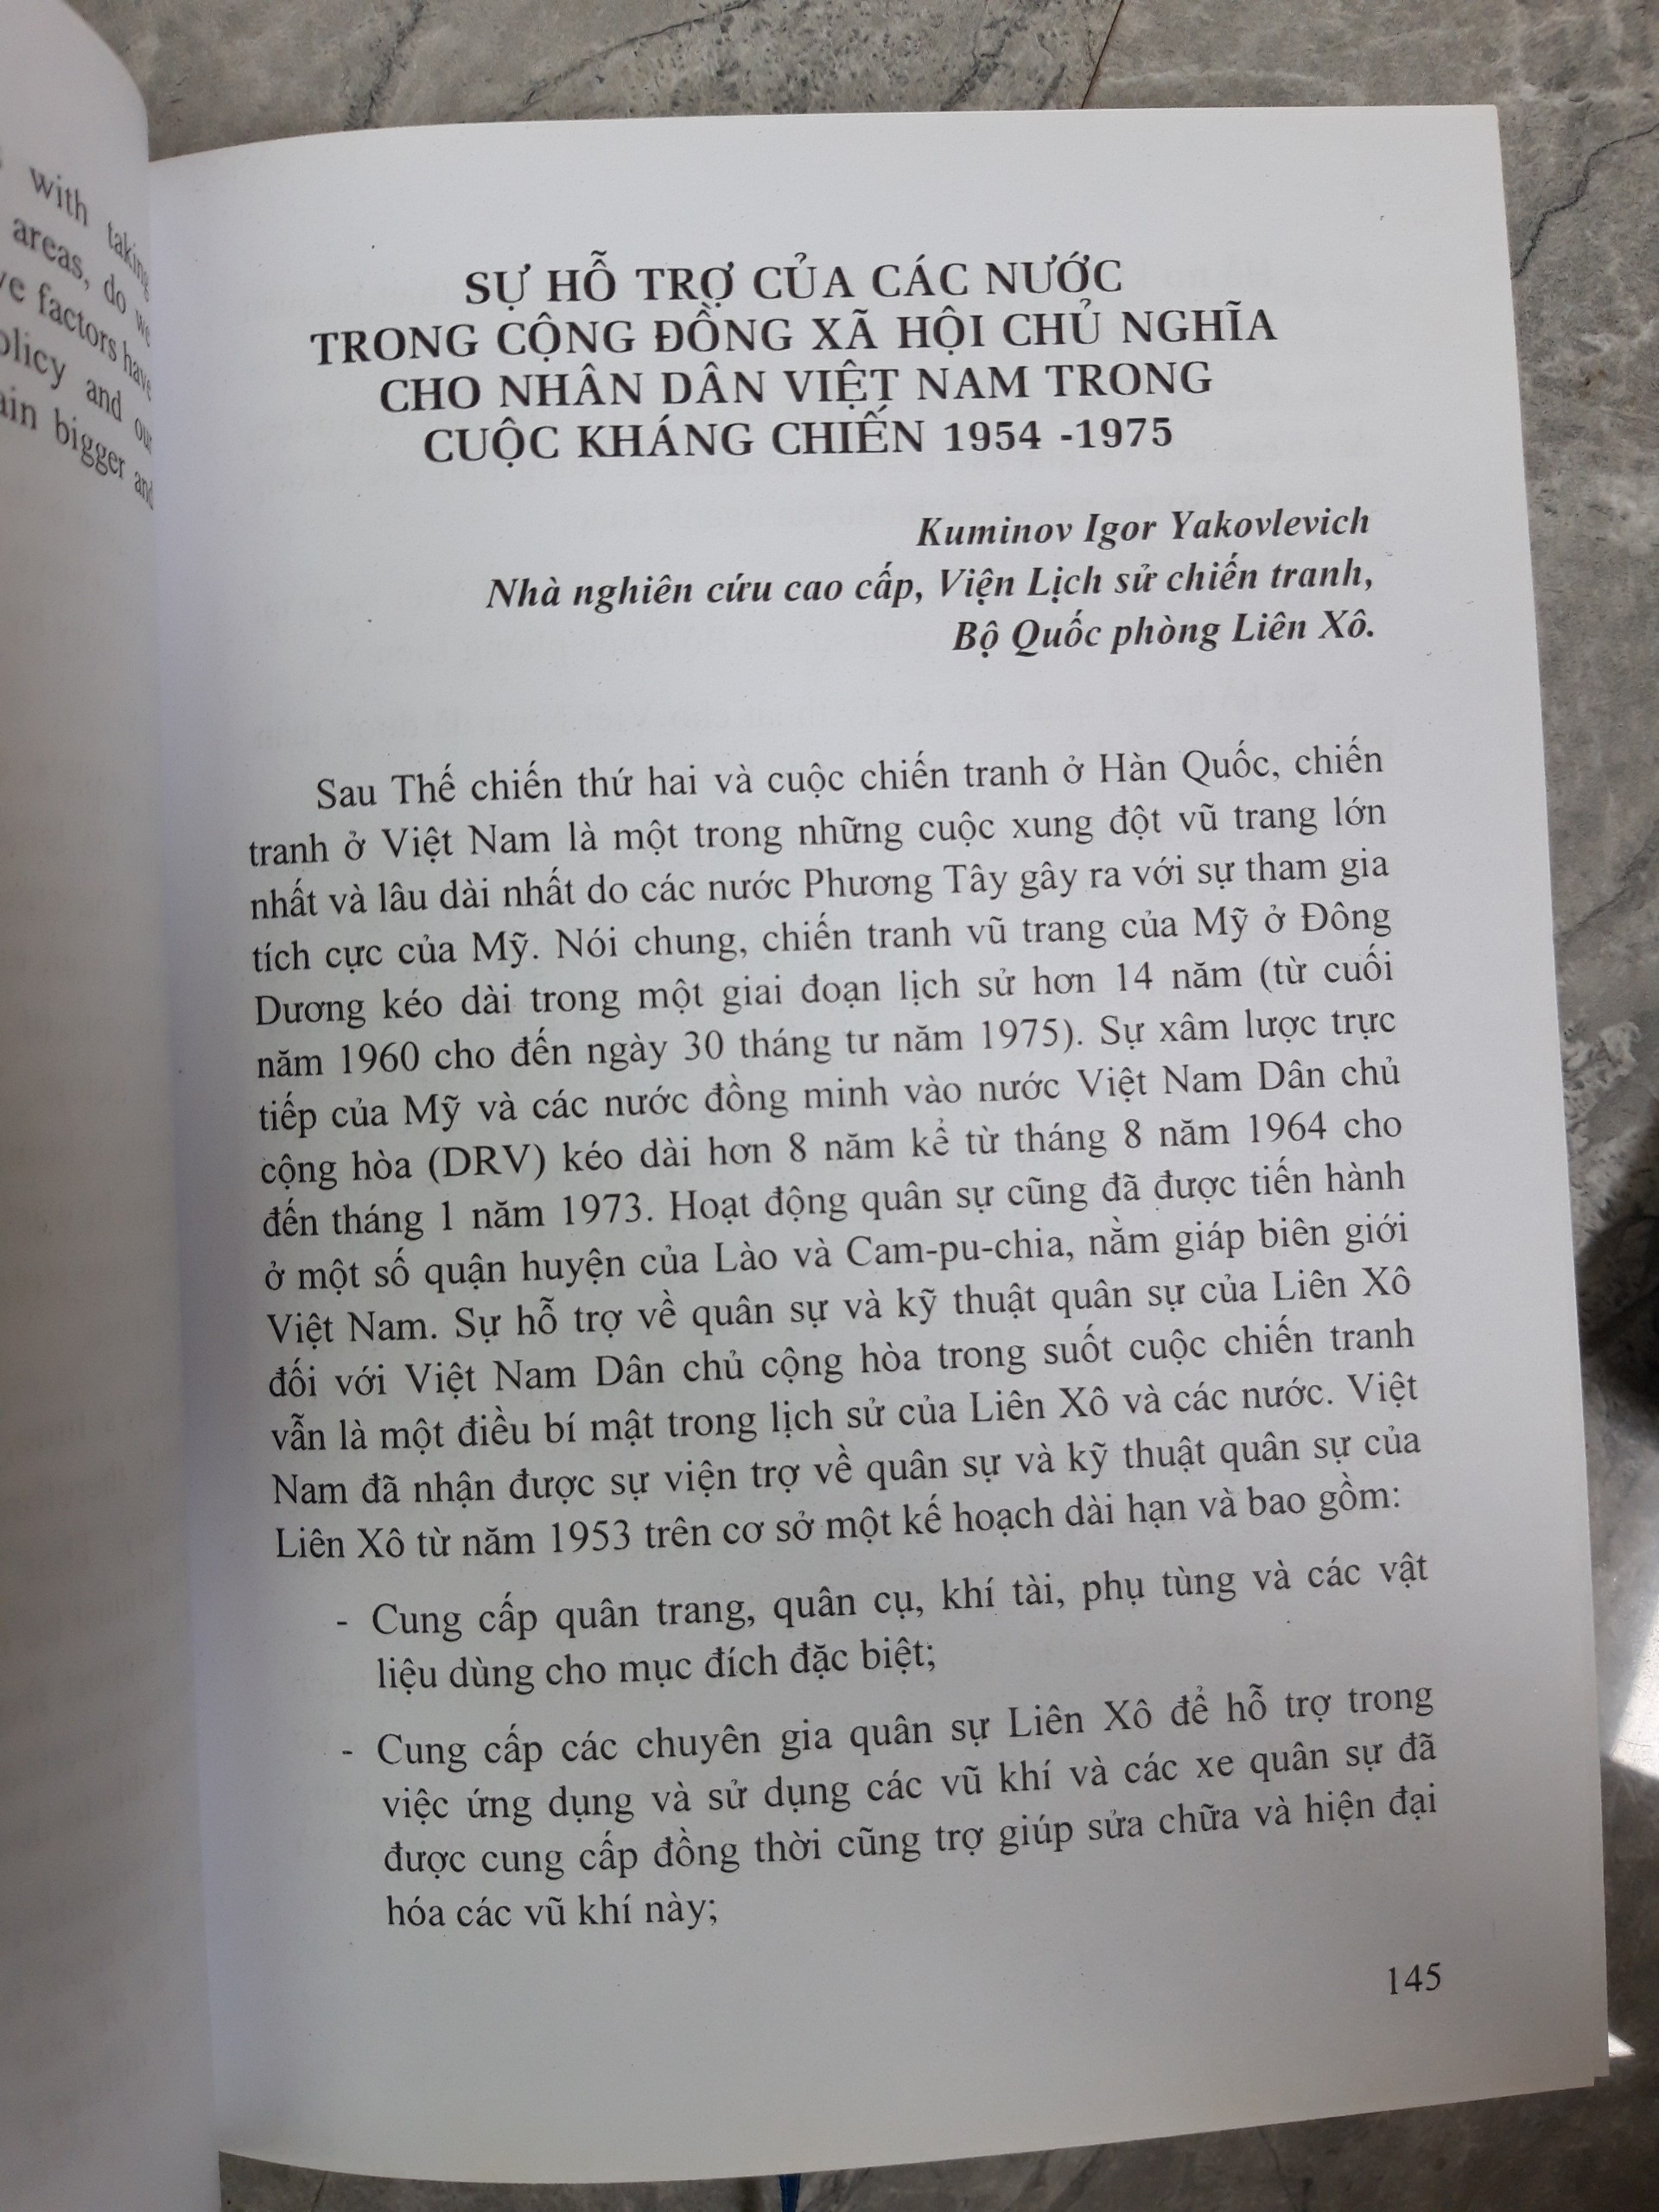 with taking
areas, do we
factors have
and our
bigger and
SỰ HỖ TRỢ CỦA CÁC NƯỚC
TRONG CỘNG ĐỒNG XÃ HỘI CHỦ NGHĨA
CHO NHÂN DÂN VIỆT NAM TRONG
CUỘC KHÁNG CHIẾN 1954 -1975
Kuminov Igor Yakovlevich
Nhà nghiên cứu cao cấp, Viện Lịch sử chiến tranh,
Bộ Quốc phòng Liên Xô.
Sau Thế chiến thứ hai và cuộc chiến tranh ở Hàn Quốc, chiến
tranh ở Việt Nam là một trong những cuộc xung đột vũ trang lớn
nhất và lâu dài nhất do các nước Phương Tây gây ra với sự tham gia
tích cực của Mỹ. Nói chung, chiến tranh vũ trang của Mỹ ở Đông
Dương kéo dài trong một giai đoạn lịch sử hơn 14 năm (từ cuối
năm 1960 cho đến ngày 30 tháng tư năm 1975). Sự xâm lược trực
tiếp của Mỹ và các nước đồng minh vào nước Việt Nam Dân chủ
cộng hòa (DRV) kéo dài hơn 8 năm kể từ tháng 8 năm 1964 cho
đến tháng 1 năm 1973. Hoạt động quân sự cũng đã được tiến hành
ở một số quận huyện của Lào và Cam-pu-chia, nằm giáp biên giới
Việt Nam. Sự hỗ trợ về quân sự và kỹ thuật quân sự của Liên Xô
đối với Việt Nam Dân chủ cộng hòa trong suốt cuộc chiến tranh
vẫn là một điều bí mật trong lịch sử của Liên Xô và các nước. Việt
Nam đã nhận được sự viện trợ về quân sự và kỹ thuật quân sự của
Liên Xô từ năm 1953 trên cơ sở một kế hoạch dài hạn và bao gồm:
- Cung cấp quân trang, quân cụ, khí tài, phụ tùng và các vật
liệu dùng cho mục đích đặc biệt;
- Cung cấp các chuyên gia quân sự Liên Xô để hỗ trợ trong
việc ứng dụng và sử dụng các vũ khí và các xe quân sự đã
được cung cấp đồng thời cũng trợ giúp sửa chữa và hiện đại
hóa các vũ khí này;
145